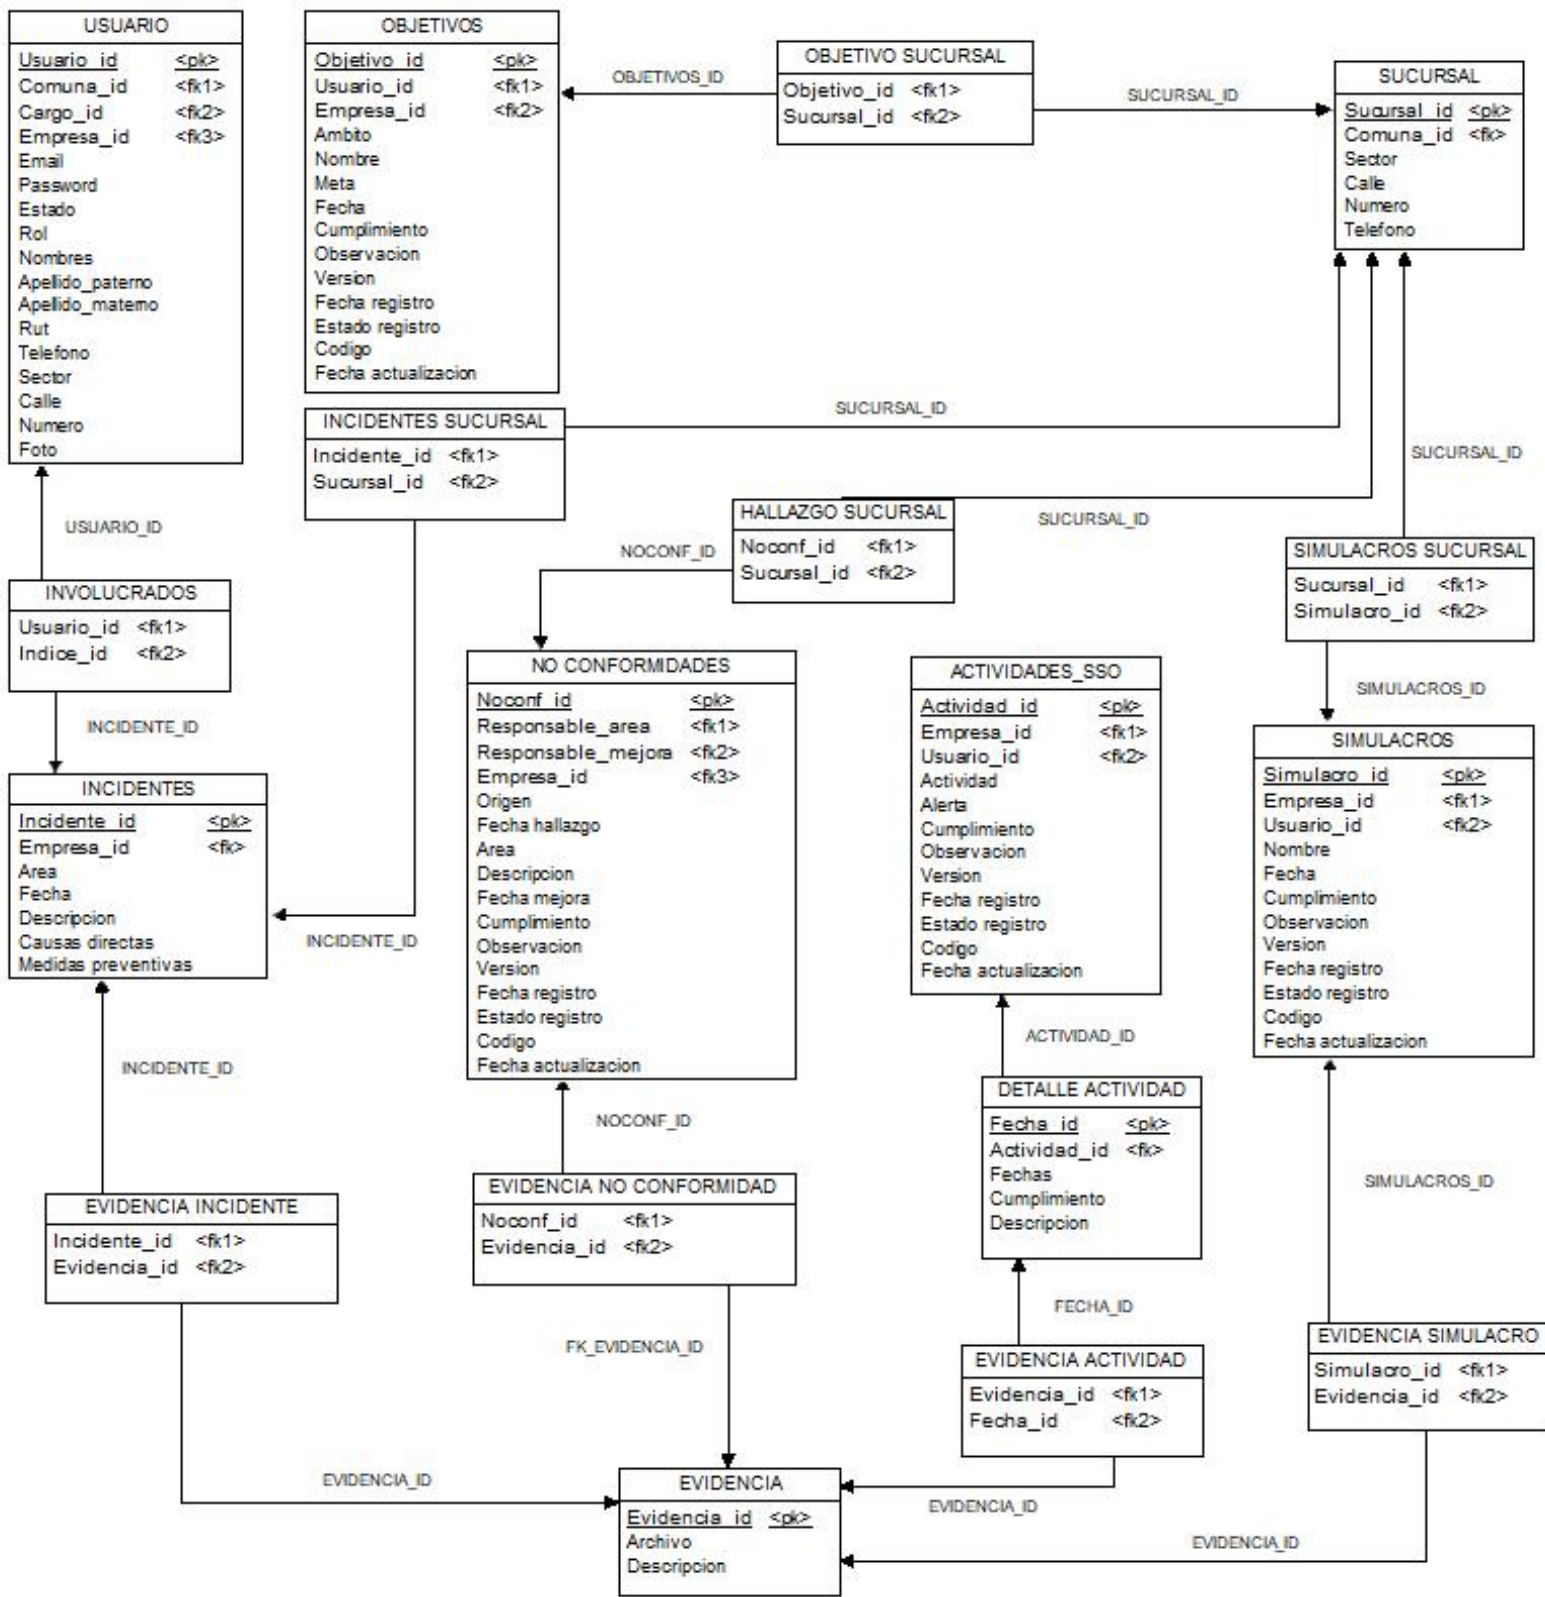 USUARIO
Usuario_id <pk>
Comuna_id <fk1>
Cargo_id <fk2>
Empresa_id <fk3>
Email
Password
Estado
Rol
Nombres
Apellido_paterno
Apellido_materno
Rut
Telefono
Sector
Calle
Numero
Foto
OBJETIVOS
Objetivo_id <pk>
Usuario_id <fk1>
Empresa_id <fk2>
Ambito
Nombre
Meta
Fecha
Cumplimiento
Observacion
Version
Fecha registro
Estado registro
Codigo
Fecha actualizacion
OBJETIVOS_ID
OBJETIVO SUCURSAL
Objetivo_id <fk1>
Sucursal_id <fk2>
SUCURSAL_ID
SUCURSAL
Sucursal_id <pk>
Comuna_id <fk>
Sector
Calle
Numero
Telefono
INCIDENTES SUCURSAL
Incidente_id <fk1>
Sucursal_id <fk2>
SUCURSAL_ID
SUCURSAL_ID
USUARIO_ID
NOCONF_ID
HALLAZGO SUCURSAL
Noconf_id <fk1>
Sucursal_id <fk2>
SUCURSAL_ID
SIMULACROS SUCURSAL
Sucursal_id <fk1>
Simulacro_id <fk2>
INVOLUCRADOS
Usuario_id <fk1>
Indice_id <fk2>
INCIDENTE_ID
SIMULACROS_ID
INCIDENTES
Incidente_id <pk>
Empresa_id <fk>
Area
Fecha
Descripcion
Causas directas
Medidas preventivas
INCIDENTE_ID
NO CONFORMIDADES
Noconf_id <pk>
Responsable_area <fk1>
Responsable_mejora <fk2>
Empresa_id <fk3>
Origen
Fecha hallazgo
Area
Descripcion
Fecha mejora
Cumplimiento
Observacion
Version
Fecha registro
Estado registro
Codigo
Fecha actualizacion
ACTIVIDADES_SSO
Actividad_id <pk>
Empresa_id <fk1>
Usuario_id <fk2>
Actividad
Alerta
Cumplimiento
Observacion
Version
Fecha registro
Estado registro
Codigo
Fecha actualizacion
SIMULACROS
Simulacro_id <pk>
Empresa_id <fk1>
Usuario_id <fk2>
Nombre
Fecha
Cumplimiento
Observacion
Version
Fecha registro
Estado registro
Codigo
Fecha actualizacion
INCIDENTE_ID
NOCONF_ID
ACTIVIDAD_ID
DETALLE ACTIVIDAD
Fecha_id <pk>
Actividad_id <fk>
Fechas
Cumplimiento
Descripcion
SIMULACROS_ID
EVIDENCIA INCIDENTE
Incidente_id <fk1>
Evidencia_id <fk2>
EVIDENCIA NO CONFORMIDAD
Noconf_id <fk1>
Evidencia_id <fk2>
FECHA_ID
FK_EVIDENCIA_ID
EVIDENCIA ACTIVIDAD
Evidencia_id <fk1>
Fecha_id <fk2>
EVIDENCIA SIMULACRO
Simulacro_id <fk1>
Evidencia_id <fk2>
EVIDENCIA_ID
EVIDENCIA
Evidencia_id <pk>
Archivo
Descripcion
EVIDENCIA_ID
EVIDENCIA_ID